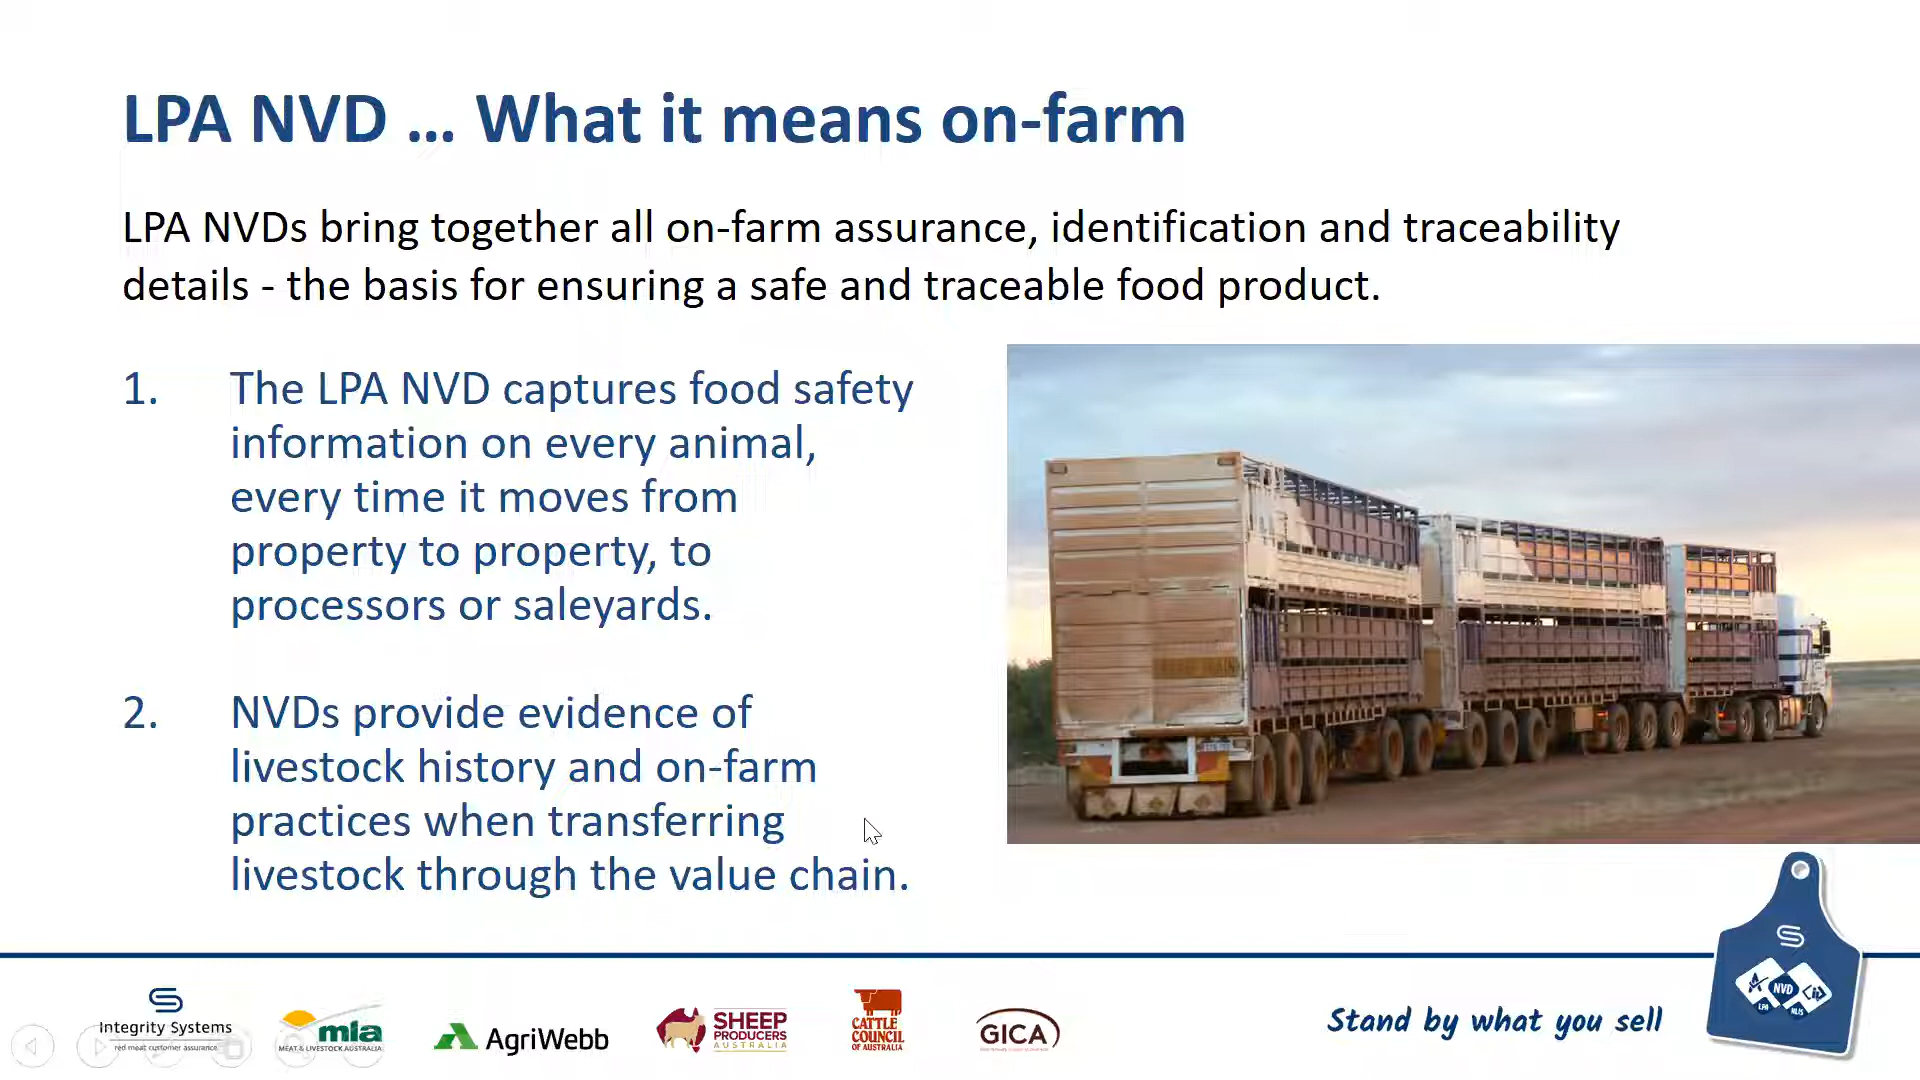 LPA NVD ... What it means on-farm
LPA NVDs bring together all on-farm assurance, identification and traceability
details - the basis for ensuring a safe and traceable food product.
1. The LPA NVD captures food safety
information on every animal,
every time it moves from
property to property, to
processors or saleyards.
2. NVDs provide evidence of
livestock history and on-farm
practices when transferring
livestock through the value chain.
Integrity Systems
red meat customer assurance
mla
MEAT & LIVESTOCK AUSTRALIA
AgriWebb
SHEEP
PRODUCERS
AUSTRALIA
CATTLE
COUNCIL
OF AUSTRALIA
GICA
Stand by what you sell
NVD
LPA
NLIS